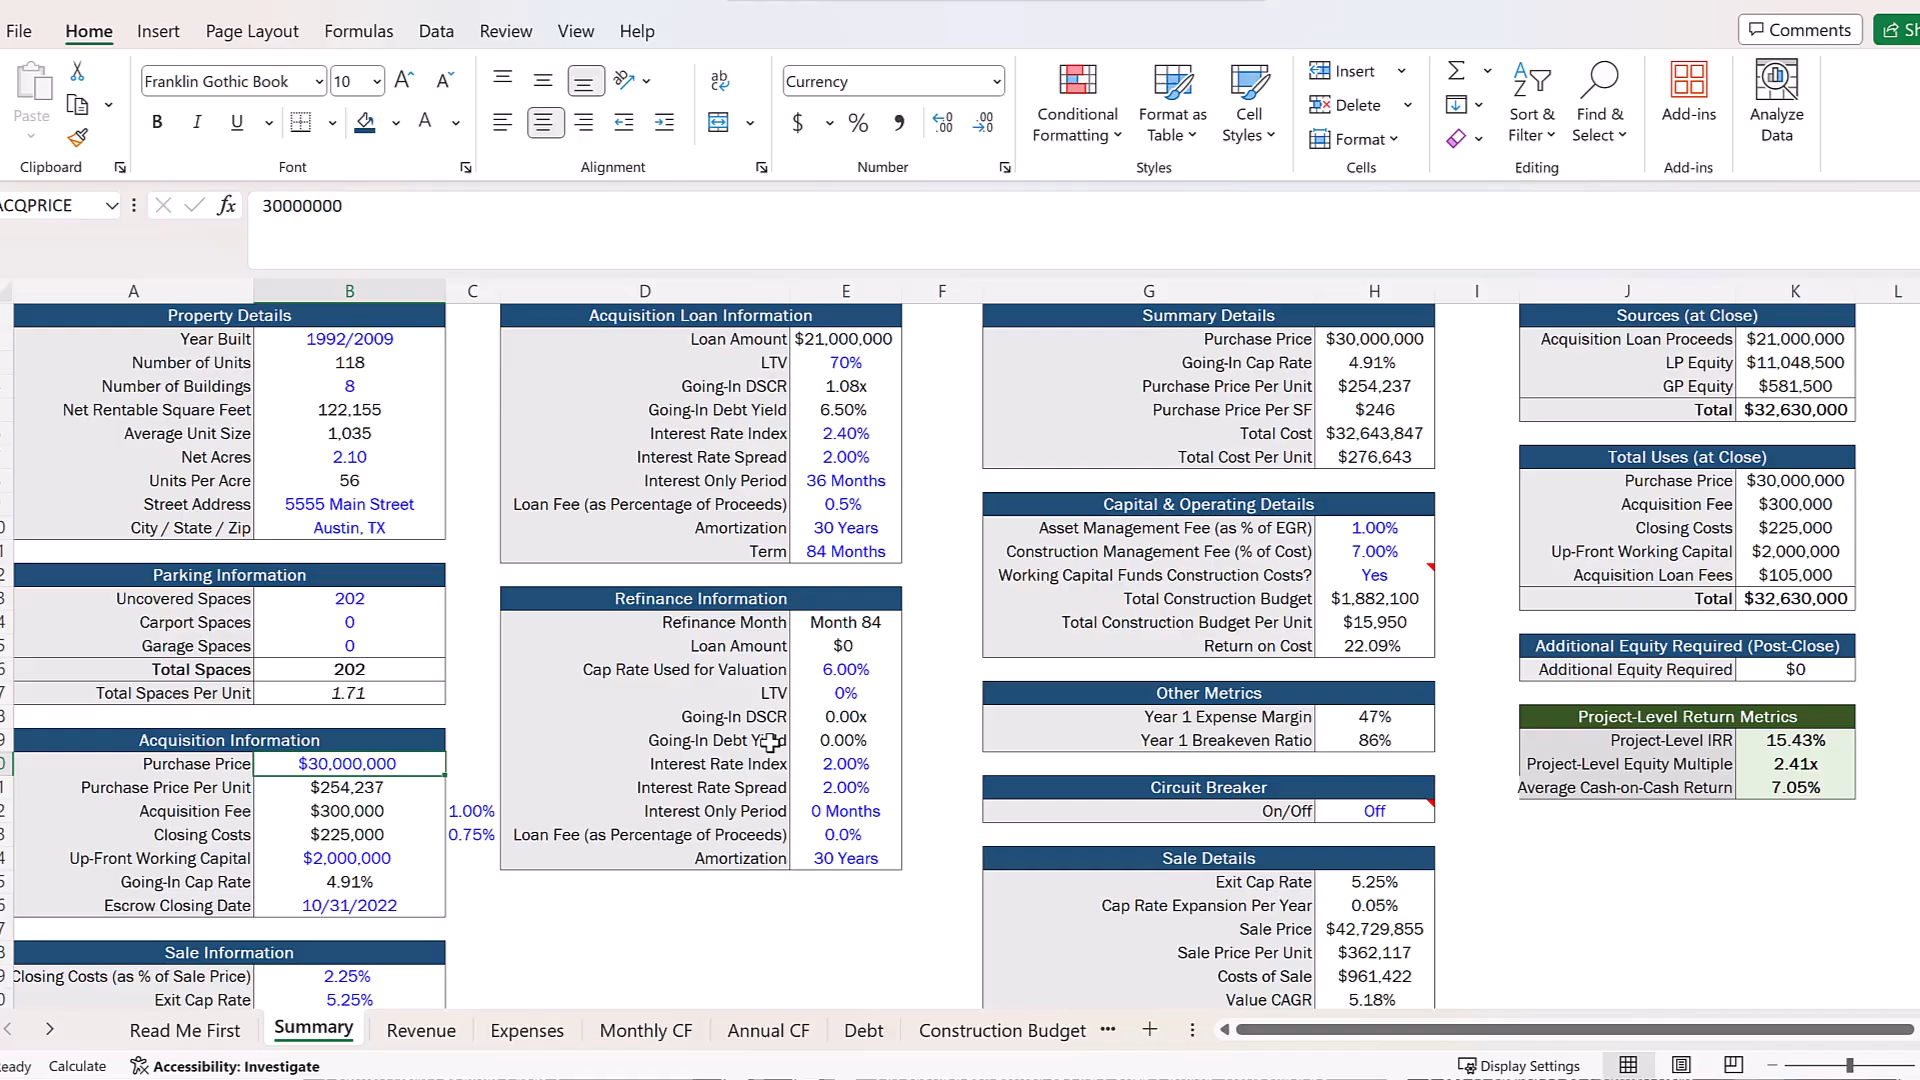 File Home Insert Page Layout Formulas Data Review View Help Comments Sh
Paste
Clipboard
Franklin Gothic Book 10
B I U A
Font
ab
Alignment
Currency
$ % 9
Number
Conditional Formatting
Format as Table
Cell Styles
Styles
Insert
Delete
Format
Cells
Sort & Filter
Find & Select
Editing
Add-ins
Add-ins
Analyze Data
ACQPRICE fx 30000000
A B C D E F G H I J K L
Property Details
Year Built 1992/2009
Number of Units 118
Number of Buildings 8
Net Rentable Square Feet 122,155
Average Unit Size 1,035
Net Acres 2.10
Units Per Acre 56
Street Address 5555 Main Street
City / State / Zip Austin, TX
Parking Information
Uncovered Spaces 202
Carport Spaces 0
Garage Spaces 0
Total Spaces 202
Total Spaces Per Unit 1.71
Acquisition Information
Purchase Price $30,000,000
Purchase Price Per Unit $254,237
Acquisition Fee $300,000 1.00%
Closing Costs $225,000 0.75%
Up-Front Working Capital $2,000,000
Going-In Cap Rate 4.91%
Escrow Closing Date 10/31/2022
Sale Information
Closing Costs (as % of Sale Price) 2.25%
Exit Cap Rate 5.25%
Acquisition Loan Information
Loan Amount $21,000,000
LTV 70%
Going-In DSCR 1.08x
Going-In Debt Yield 6.50%
Interest Rate Index 2.40%
Interest Rate Spread 2.00%
Interest Only Period 36 Months
Loan Fee (as Percentage of Proceeds) 0.5%
Amortization 30 Years
Term 84 Months
Refinance Information
Refinance Month Month 84
Loan Amount $0
Cap Rate Used for Valuation 6.00%
LTV 0%
Going-In DSCR 0.00x
Going-In Debt Yield 0.00%
Interest Rate Index 2.00%
Interest Rate Spread 2.00%
Interest Only Period 0 Months
Loan Fee (as Percentage of Proceeds) 0.0%
Amortization 30 Years
Summary Details
Purchase Price $30,000,000
Going-In Cap Rate 4.91%
Purchase Price Per Unit $254,237
Purchase Price Per SF $246
Total Cost $32,643,847
Total Cost Per Unit $276,643
Capital & Operating Details
Asset Management Fee (as % of EGR) 1.00%
Construction Management Fee (% of Cost) 7.00%
Working Capital Funds Construction Costs? Yes
Total Construction Budget $1,882,100
Total Construction Budget Per Unit $15,950
Return on Cost 22.09%
Other Metrics
Year 1 Expense Margin 47%
Year 1 Breakeven Ratio 86%
Circuit Breaker
On/Off Off
Sale Details
Exit Cap Rate 5.25%
Cap Rate Expansion Per Year 0.05%
Sale Price $42,729,855
Sale Price Per Unit $362,117
Costs of Sale $961,422
Value CAGR 5.18%
Sources (at Close)
Acquisition Loan Proceeds $21,000,000
LP Equity $11,048,500
GP Equity $581,500
Total $32,630,000
Total Uses (at Close)
Purchase Price $30,000,000
Acquisition Fee $300,000
Closing Costs $225,000
Up-Front Working Capital $2,000,000
Acquisition Loan Fees $105,000
Total $32,630,000
Additional Equity Required (Post-Close)
Additional Equity Required $0
Project-Level Return Metrics
Project-Level IRR 15.43%
Project-Level Equity Multiple 2.41x
Average Cash-on-Cash Return 7.05%
Read Me First Summary Revenue Expenses Monthly CF Annual CF Debt Construction Budget
eady Calculate Accessibility: Investigate Display Settings